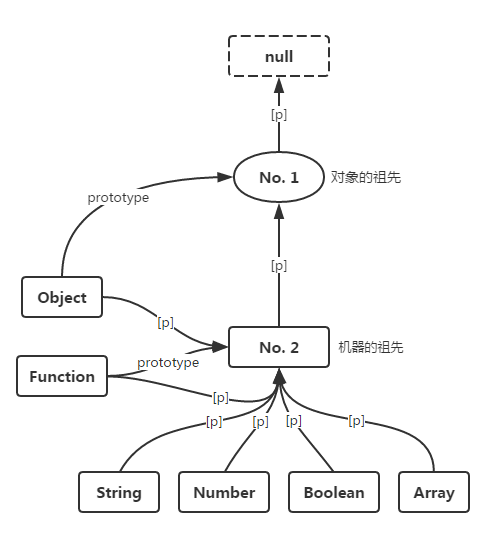 null
[p]
No. 1
对象的祖先
prototype
[p]
Object
[p]
No. 2
机器的祖先
prototype
Function
[p]
[p]
[p]
[p]
[p]
String
Number
Boolean
Array